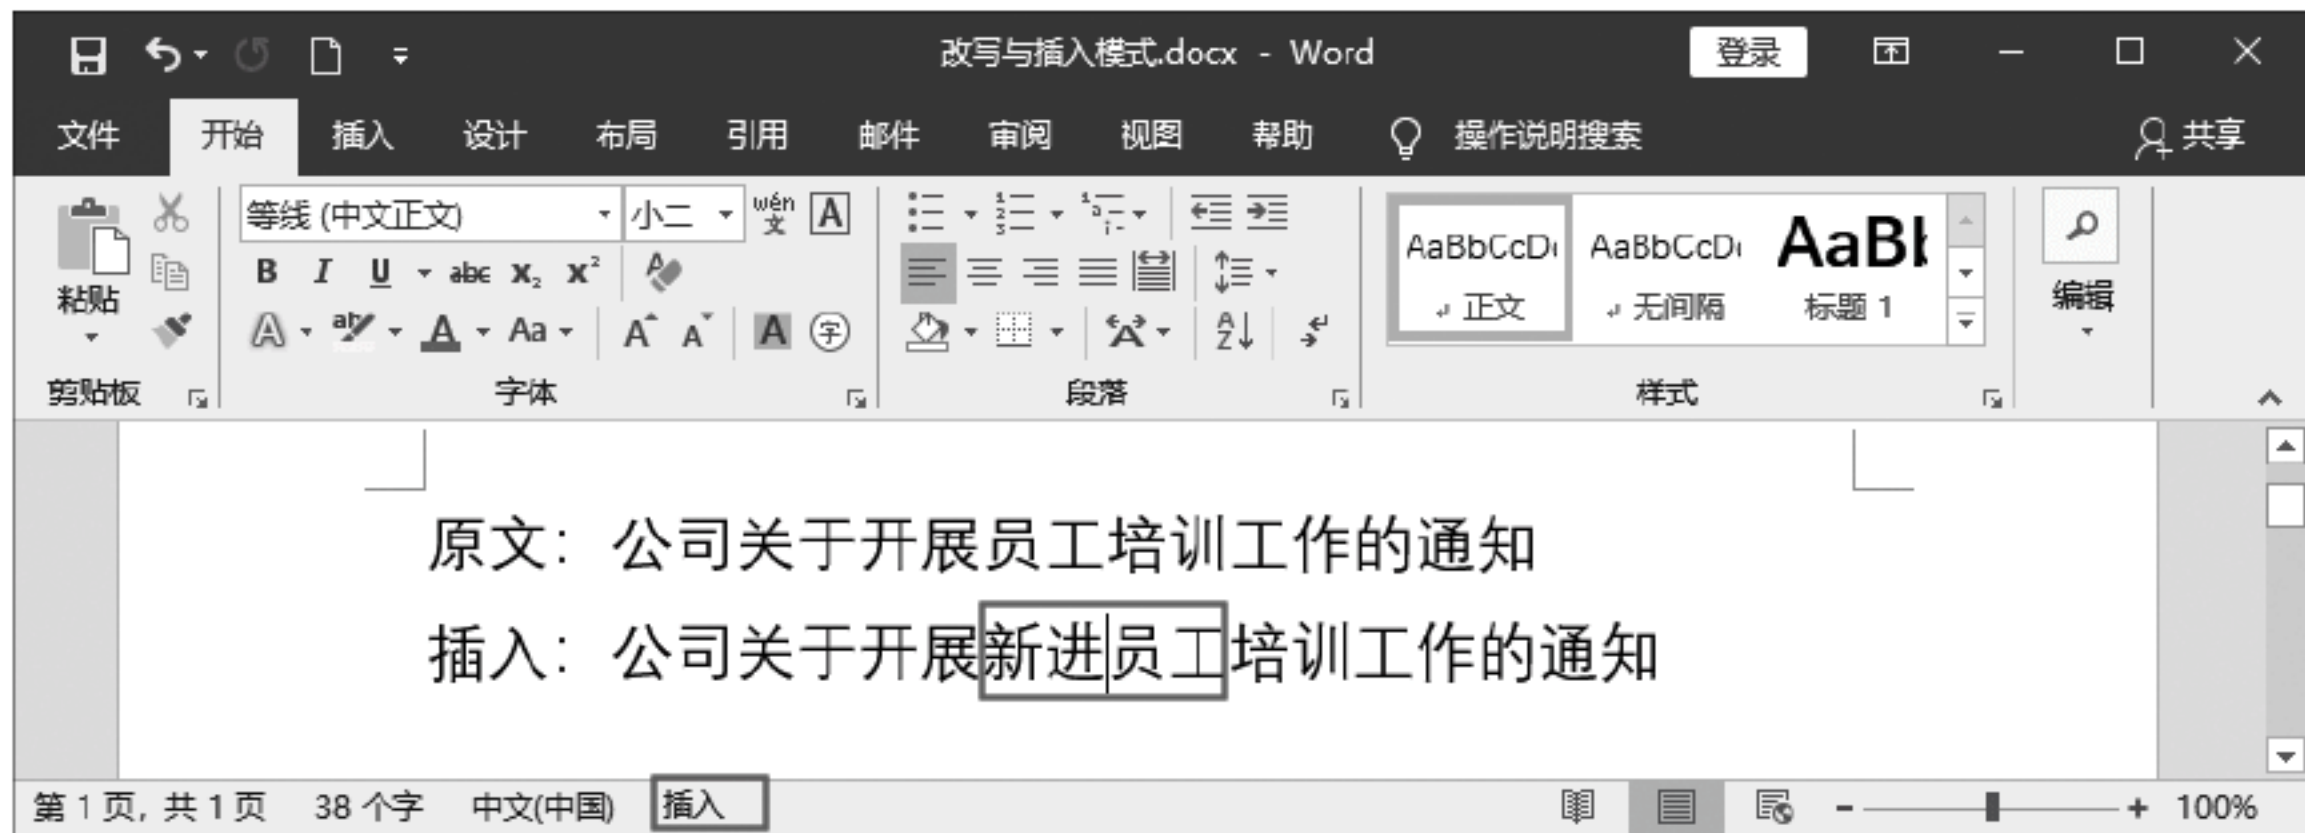 改写与插入模式.docx - Word
登录
文件 开始 插入 设计 布局 引用 邮件 审阅 视图 帮助 操作说明搜索 共享
等线 (中文正文) 小二 wén 文 A
AaBbCcD AaBbCcD AaBb
B I U abc X₂ X² A
粘贴
正文 无间隔 标题 1
编辑
A aby A Aa A A A 字 A A Z
剪贴板 字体 段落 样式
原文：公司关于开展员工培训工作的通知
插入：公司关于开展新进员工培训工作的通知
第 1 页, 共 1 页 38 个字 中文(中国) 插入 100%